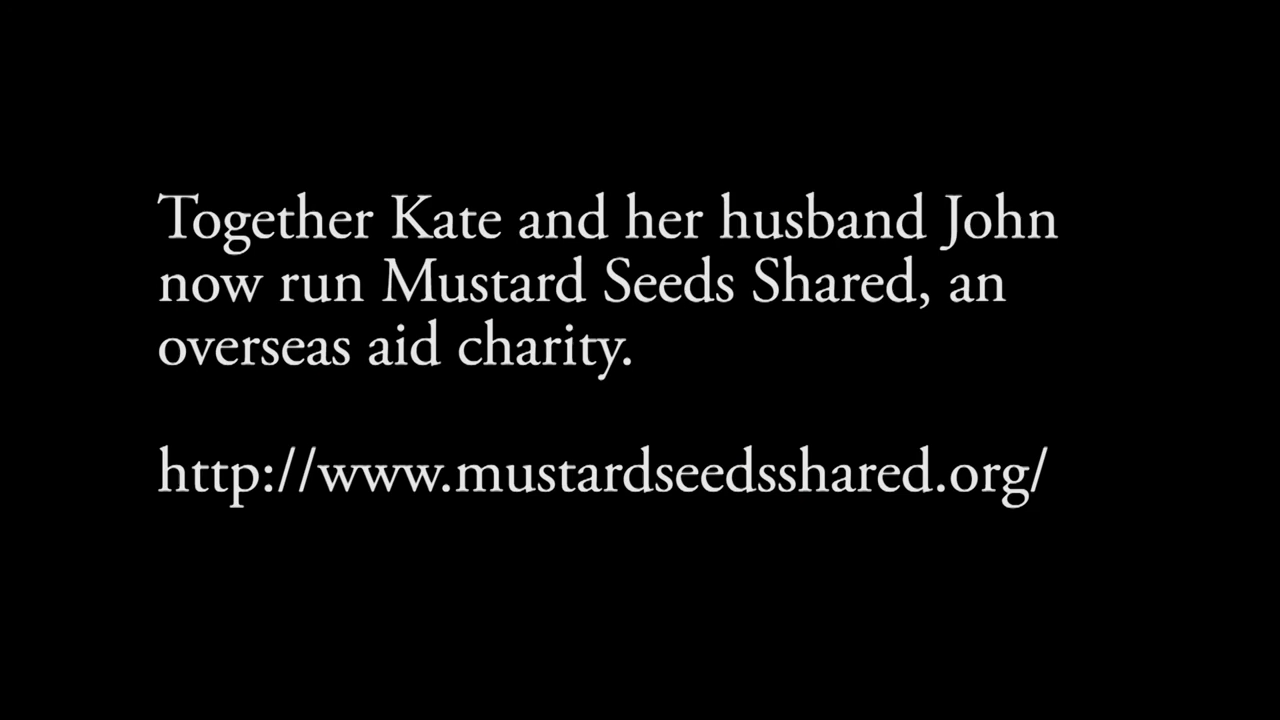 Together Kate and her husband John
now run Mustard Seeds Shared, an
overseas aid charity.
http://www.mustardseedsshared.org/